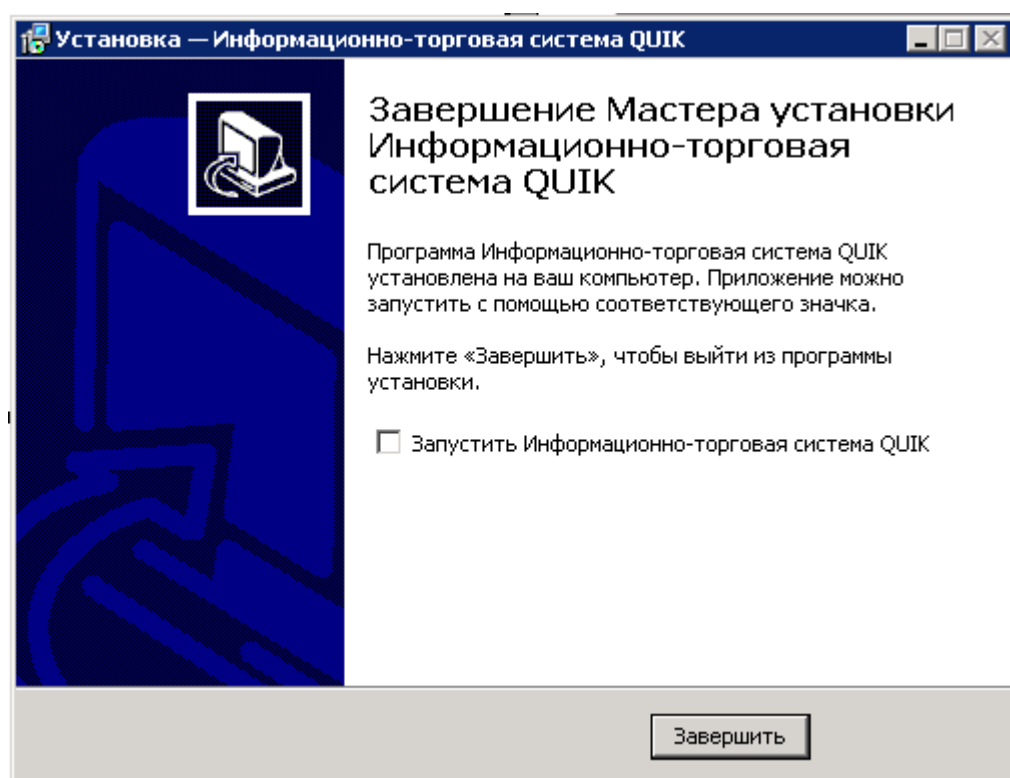 Установка — Информационно-торговая система QUIK
Завершение Мастера установки
Информационно-торговая
система QUIK
Программа Информационно-торговая система QUIK
установлена на ваш компьютер. Приложение можно
запустить с помощью соответствующего значка.
Нажмите «Завершить», чтобы выйти из программы
установки.
Запустить Информационно-торговая система QUIK
Завершить